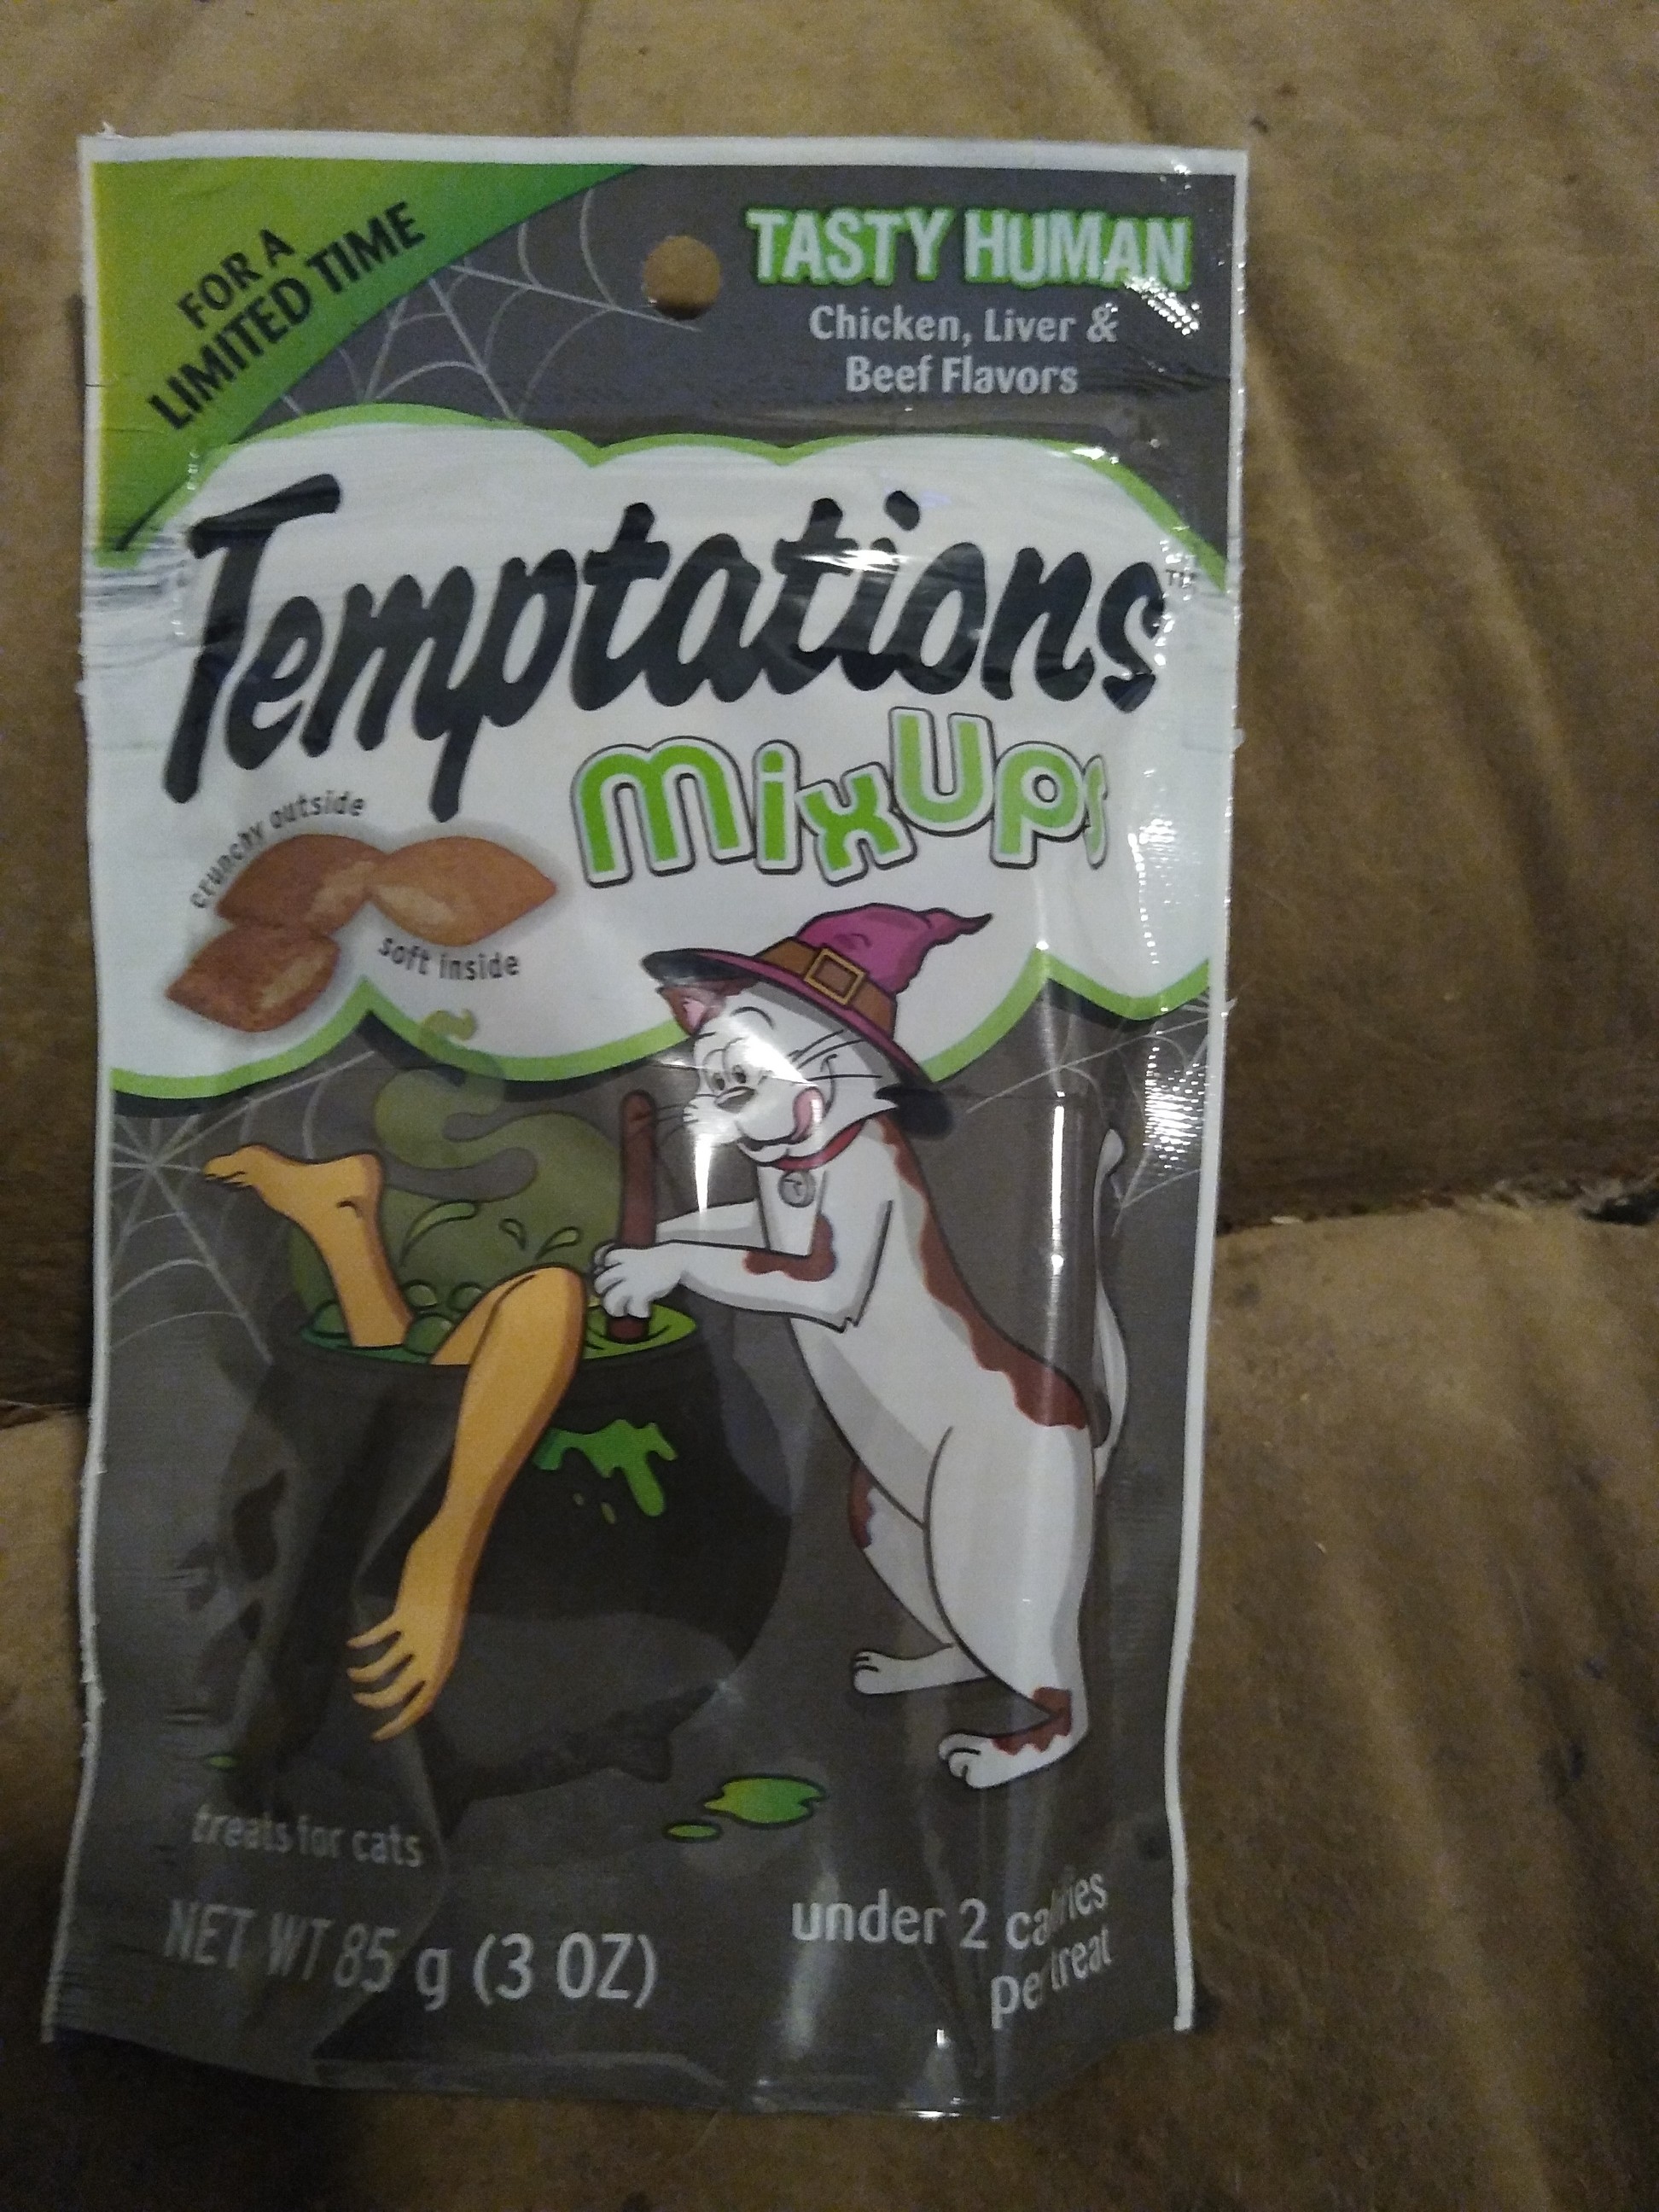 FOR A
LIMITED TIME
TASTY HUMAN
Chicken, Liver &
Beef Flavors
Temptations™
MixUps
crunchy outside
soft inside
treats for cats
NET WT 85 g (3 OZ)
under 2 calories
per treat